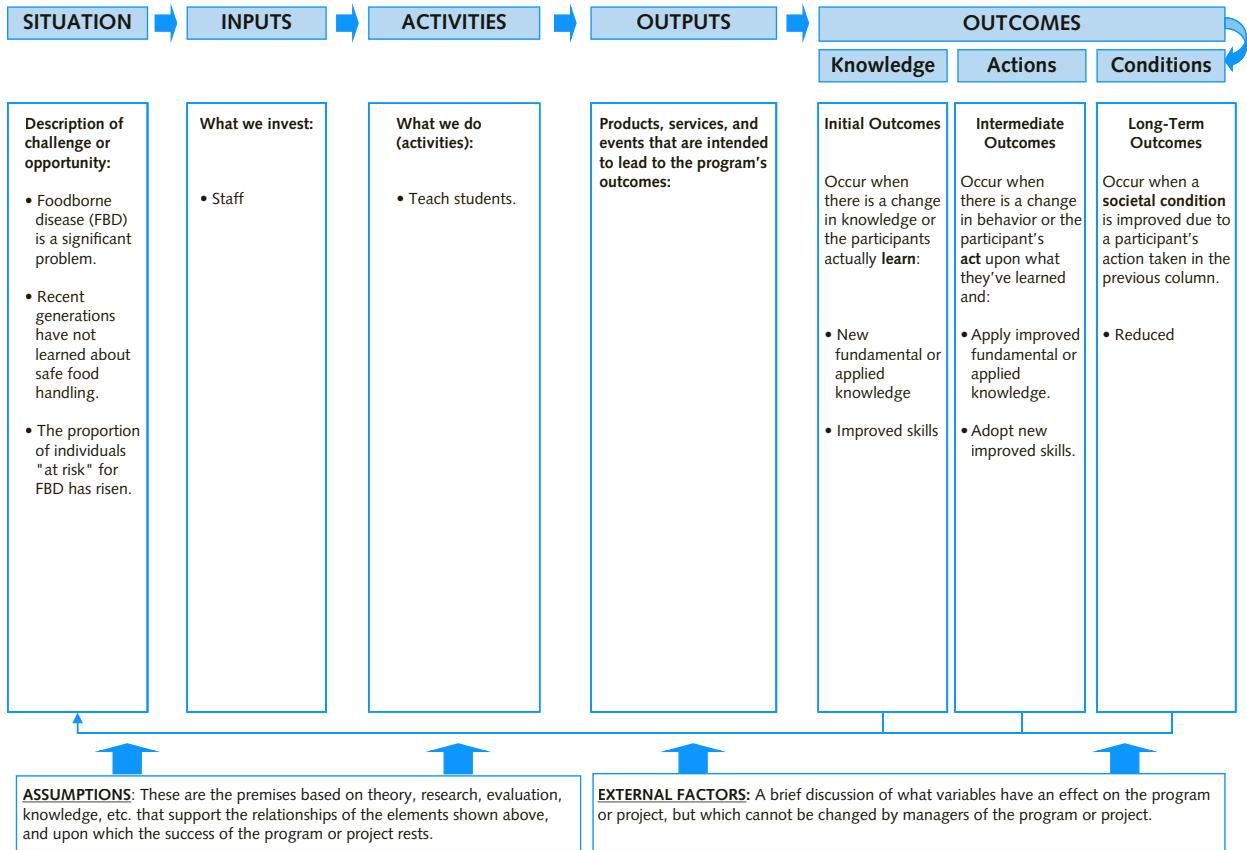 SITUATION
INPUTS
ACTIVITIES
OUTPUTS
OUTCOMES
Knowledge
Actions
Conditions
Description of
challenge or
opportunity:
• Foodborne
disease (FBD)
is a significant
problem.
• Recent
generations
have not
learned about
safe food
handling.
• The proportion
of individuals
"at risk" for
FBD has risen.
What we invest:
• Staff
What we do
(activities):
• Teach students.
Products, services, and
events that are intended
to lead to the program’s
outcomes:
Initial Outcomes
Occur when
there is a change
in knowledge or
the participants
actually learn:
• New
fundamental or
applied
knowledge
• Improved skills
Intermediate
Outcomes
Occur when
there is a change
in behavior or the
participant’s
act upon what
they’ve learned
and:
• Apply improved
fundamental or
applied
knowledge.
• Adopt new
improved skills.
Long-Term
Outcomes
Occur when a
societal condition
is improved due to
a participant’s
action taken in the
previous column.
• Reduced
ASSUMPTIONS: These are the premises based on theory, research, evaluation,
knowledge, etc. that support the relationships of the elements shown above,
and upon which the success of the program or project rests.
EXTERNAL FACTORS: A brief discussion of what variables have an effect on the program
or project, but which cannot be changed by managers of the program or project.